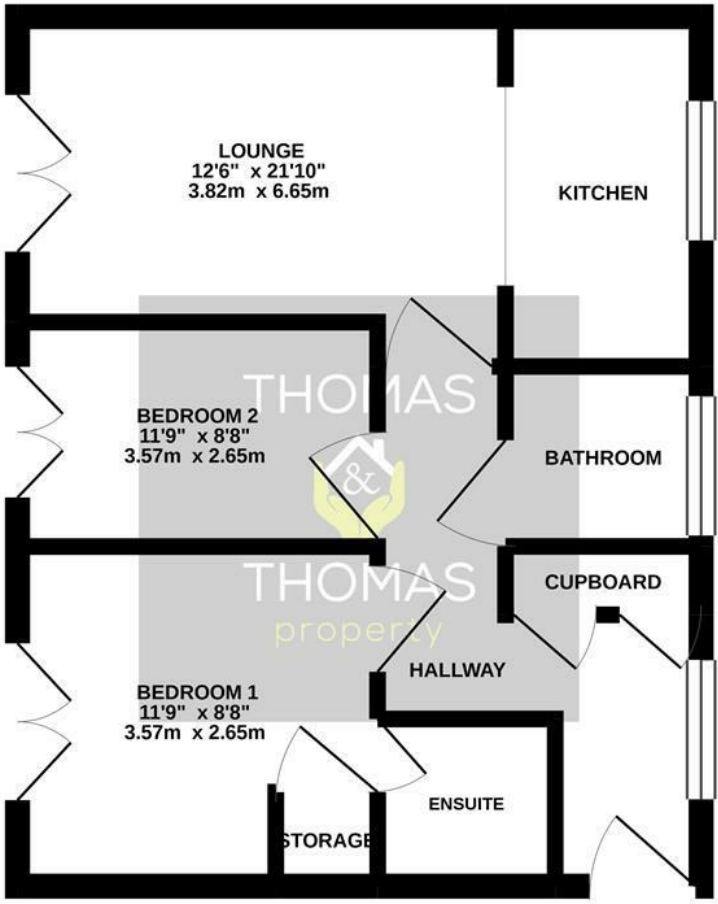 LOUNGE
12'6" x 21'10"
3.82m x 6.65m
KITCHEN
THOMAS
BEDROOM 2
11'9" x 8'8"
3.57m x 2.65m
&
BATHROOM
THOMAS
property
CUPBOARD
HALLWAY
BEDROOM 1
11'9" x 8'8"
3.57m x 2.65m
ENSUITE
STORAGE